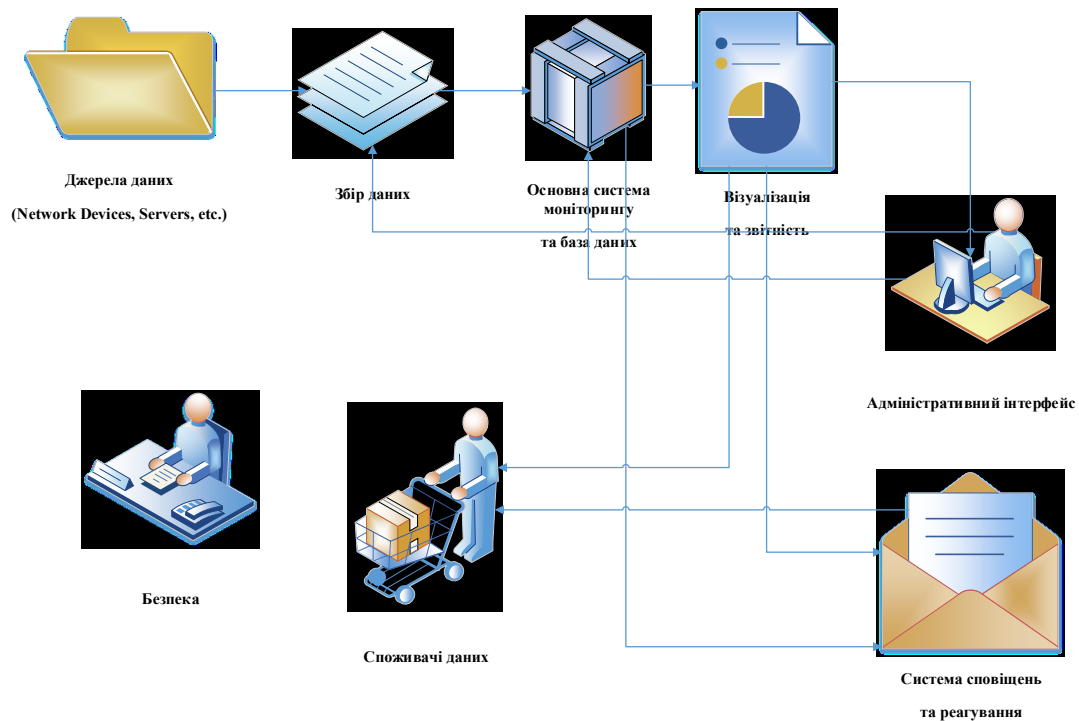 Джерела даних
(Network Devices, Servers, etc.)
Збір даних
Основна система
моніторингу
та база даних
Візуалізація
та звітність
Адміністративний інтерфейс
Безпека
Споживачі даних
Система сповіщень
та реагування